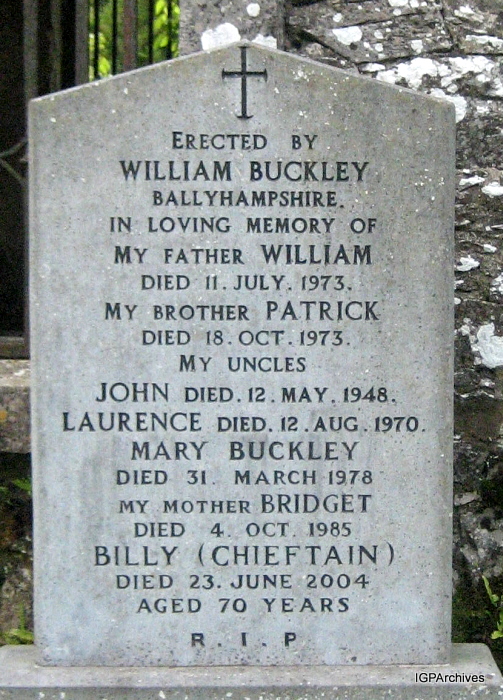 ERECTED BY
WILLIAM BUCKLEY
BALLYHAMPSHIRE.
IN LOVING MEMORY OF
MY FATHER WILLIAM
DIED 11. JULY. 1973.
MY BROTHER PATRICK
DIED 18. OCT. 1973.
MY UNCLES
JOHN DIED. 12. MAY. 1948.
LAURENCE DIED. 12. AUG. 1970.
MARY BUCKLEY
DIED 31. MARCH 1978
MY MOTHER BRIDGET
DIED 4. OCT. 1985
BILLY (CHIEFTAIN)
DIED 23. JUNE 2004
AGED 70 YEARS
R. I. P
IGPArchives